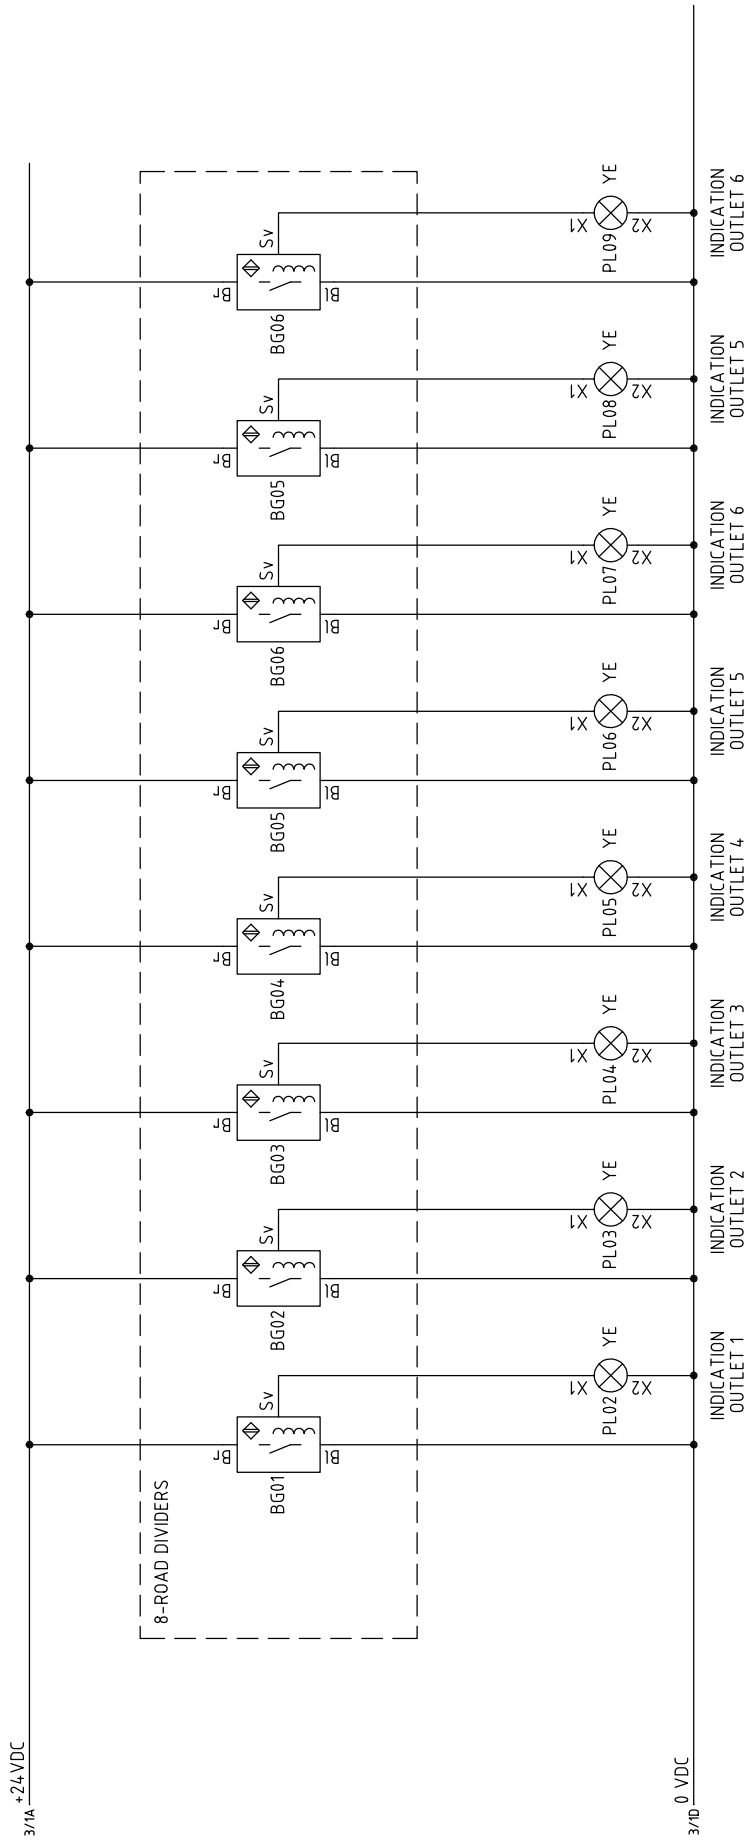 3/1A
+24VDC
8-ROAD DIVIDERS
Br
BG01
Sv
Bl
Br
BG02
Sv
Bl
Br
BG03
Sv
Bl
Br
BG04
Sv
Bl
Br
BG05
Sv
Bl
Br
BG06
Sv
Bl
Br
BG05
Sv
Bl
Br
BG06
Sv
Bl
X1
PL02
YE
X2
X1
PL03
YE
X2
X1
PL04
YE
X2
X1
PL05
YE
X2
X1
PL06
YE
X2
X1
PL07
YE
X2
X1
PL08
YE
X2
X1
PL09
YE
X2
3/1D
0 VDC
INDICATION
OUTLET 1
INDICATION
OUTLET 2
INDICATION
OUTLET 3
INDICATION
OUTLET 4
INDICATION
OUTLET 5
INDICATION
OUTLET 6
INDICATION
OUTLET 5
INDICATION
OUTLET 6